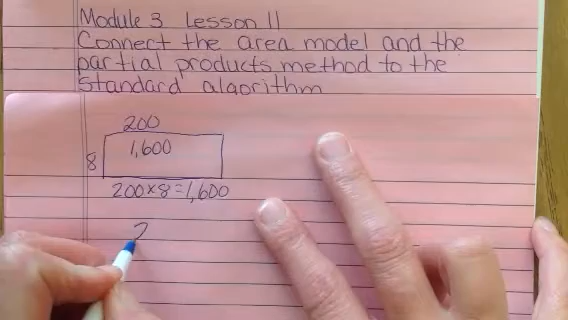 Module 3 Lesson 11
Connect the area model and the
partial products method to the
standard algorithm
200
8
1,600
200×8=1,600
2